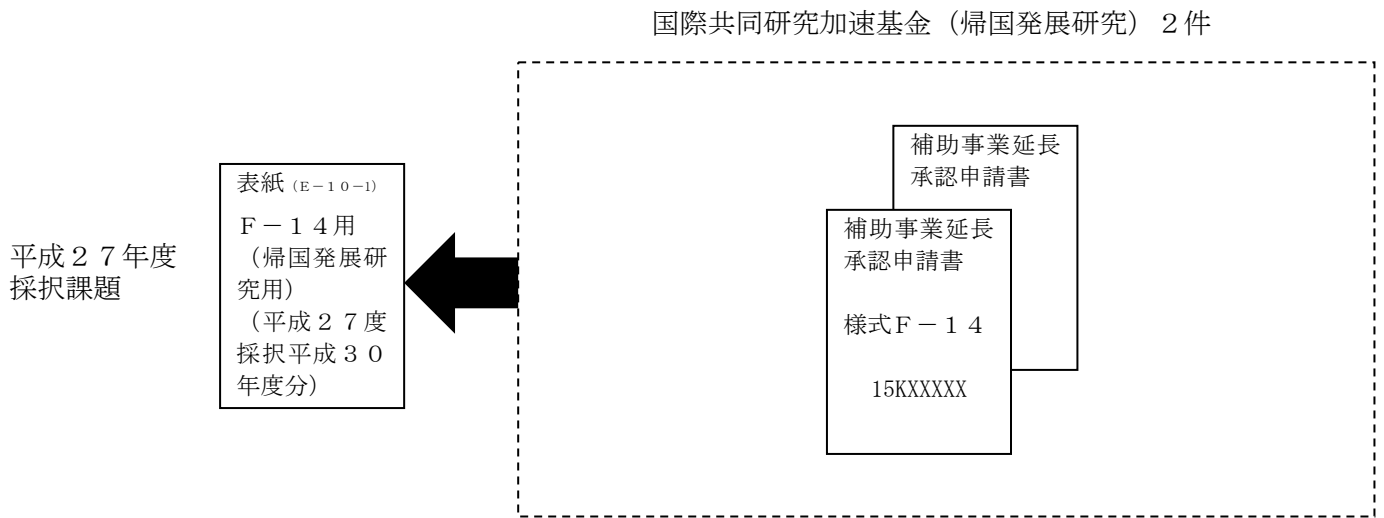 国際共同研究加速基金（帰国発展研究）２件
平成２７年度
採択課題
表紙（E－１０－1）
Ｆ－１４用
（帰国発展研
究用）
（平成２７度
採択平成３０
年度分）
補助事業延長
承認申請書
補助事業延長
承認申請書
様式Ｆ－１４
15KXXXXX